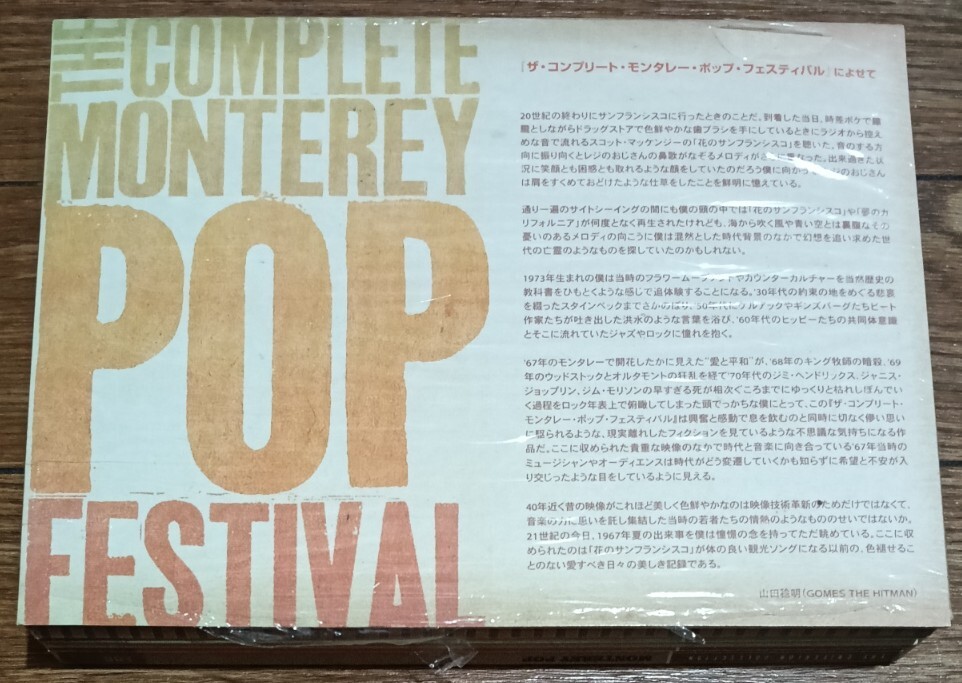 THE
COMPLETE
MONTEREY
POP
FESTIVAL
『ザ・コンプリート・モンタレー・ポップ・フェスティバル』によせて
20世紀の終わりにサンフランシスコに行ったときのことだ。到着した当日、時差ボケで朦
朧としながらドラッグストアで色鮮やかな歯ブラシを手にしているときにラジオから控え
めな音で流れるスコット・マッケンジーの「花のサンフランシスコ」を聴いた。音のする方
向に振り向くとレジのおじさんの鼻歌がなぞるメロディが なった。出来過ぎた状
況に笑顔とも困惑とも取れるような顔をしていたのだろう僕に向かって のおじさん
は肩をすくめておどけたような仕草をしたことを鮮明に憶えている。
通り一遍のサイトシーイングの間にも僕の頭の中では「花のサンフランシスコ」や「夢のカ
リフォルニア」が何度となく再生されたけれども、海から吹く風や青い空とは裏腹なその
憂いのあるメロディの向こうに僕は混然とした時代背景のなかで幻想を追い求めた世
代の亡霊のようなものを探していたのかもしれない。
1973年生まれの僕は当時のフラワームーブメントやカウンターカルチャーを当然歴史の
教科書をひもとくような感じで追体験することになる。'30年代の約束の地をめぐる悲哀
を綴ったスタインベックまでさかのぼり、'50年代にケルアックやギンズバーグたちビート
作家たちが吐き出した洪水のような言葉を浴び、'60年代のヒッピーたちの共同体意識
とそこに流れていたジャズやロックに憧れを抱く。
'67年のモンタレーで開花したかに見えた"愛と平和"が、'68年のキング牧師の暗殺、'69
年のウッドストックとオルタモントの狂乱を経て'70年代のジミ・ヘンドリックス、ジャニス・
ジョップリン、ジム・モリソンの早すぎる死が相次ぐころまでにゆっくりと枯れしぼんでい
く過程をロック年表上で俯瞰してしまった頭でっかちな僕にとって、この『ザ・コンプリート・
モンタレー・ポップ・フェスティバル』は興奮と感動で息を飲むのと同時に切なく儚い思い
に駆られるような、現実離れしたフィクションを見ているような不思議な気持ちになる作
品だ。ここに収められた貴重な映像のなかで時代と音楽に向き合っている'67年当時の
ミュージシャンやオーディエンスは時代がどう変遷していくかも知らずに希望と不安が入
り交じったような目をしているように見える。
40年近く昔の映像がこれほど美しく色鮮やかなのは映像技術革新のためだけではなくて、
音楽の力に思いを託し集結した当時の若者たちの情熱のようなもののせいではないか。
21世紀の今日、1967年夏の出来事を僕は憧憬の念を持ってただ眺めている。ここに収
められたのは「花のサンフランシスコ」が体の良い観光ソングになる以前の、色褪せるこ
とのない愛すべき日々の美しき記録である。
山田稔明(GOMES THE HITMAN)
MONTEREY POP